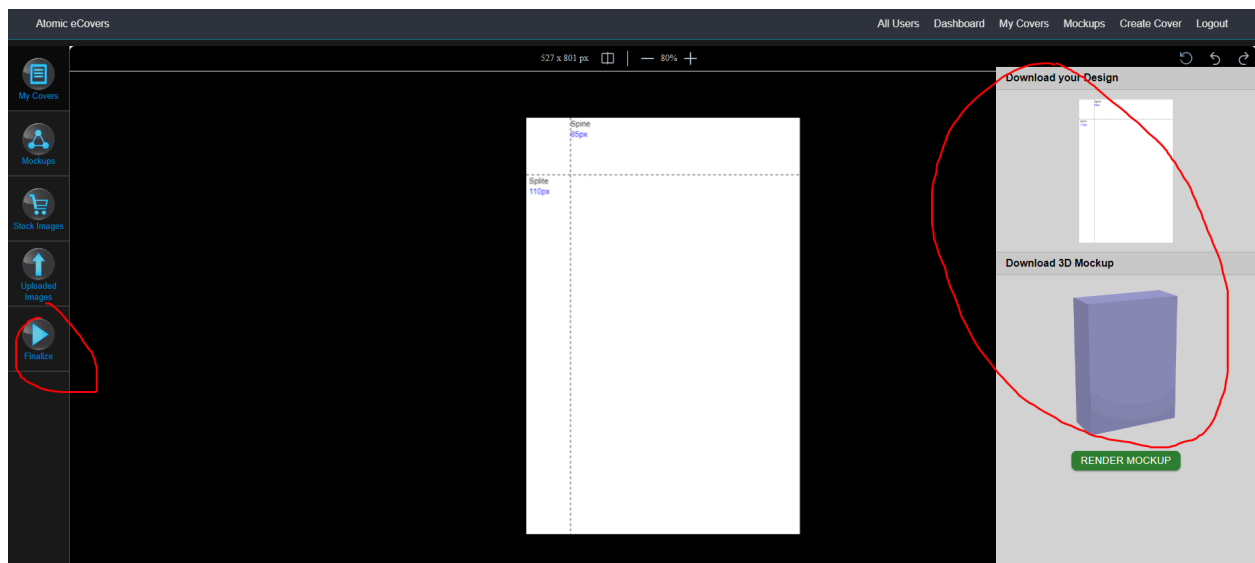 Atomic eCovers
All Users Dashboard My Covers Mockups Create Cover Logout
527 x 801 px 80%
My Covers
Mockups
Stock Images
Uploaded
Images
Finalize
Spine
85px
Splite
110px
Download your Design
Download 3D Mockup
RENDER MOCKUP